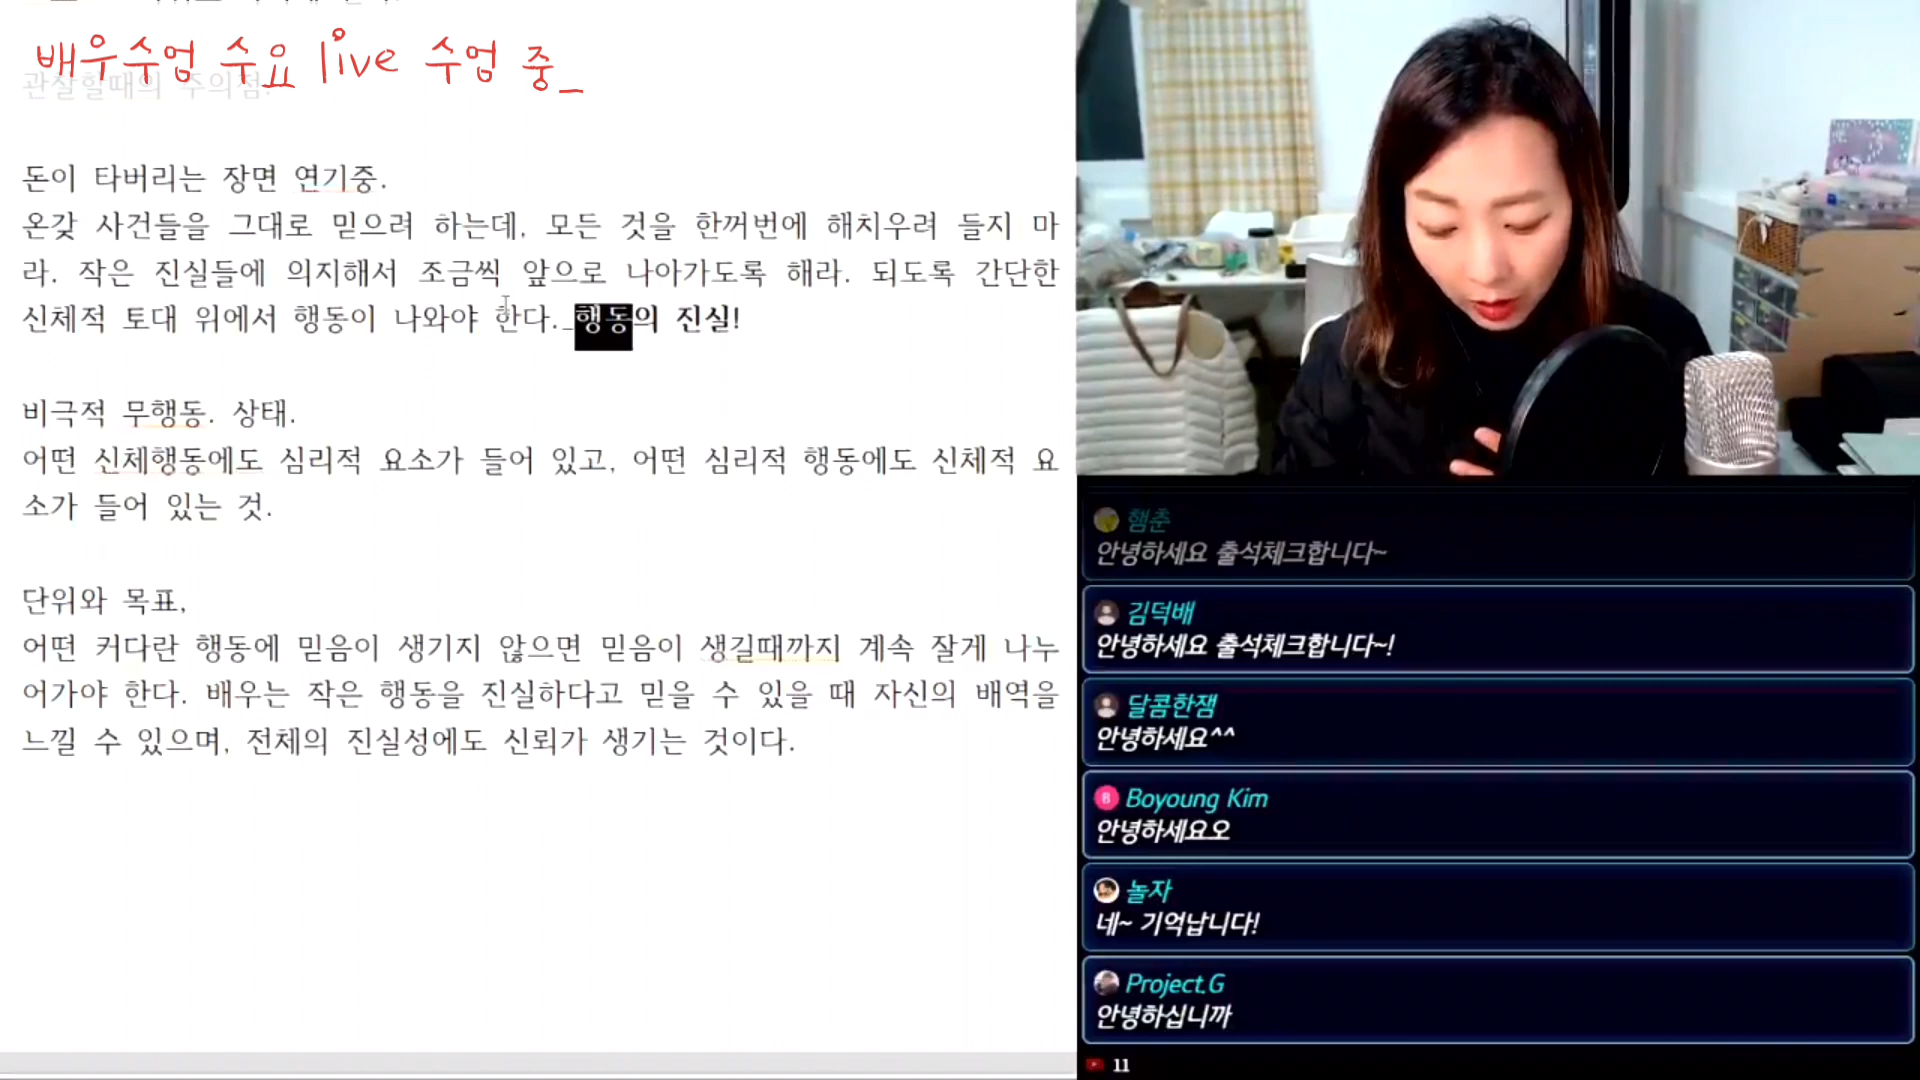 배우수업 수요 live 수업 중_
관찰할때의 주의점.
돈이 타버리는 장면 연기중.
온갖 사건들을 그대로 믿으려 하는데, 모든 것을 한꺼번에 해치우려 들지 마
라. 작은 진실들에 의지해서 조금씩 앞으로 나아가도록 해라. 되도록 간단한
신체적 토대 위에서 행동이 나와야 한다. 행동의 진실!
비극적 무행동. 상태.
어떤 신체행동에도 심리적 요소가 들어 있고, 어떤 심리적 행동에도 신체적 요
소가 들어 있는 것.
단위와 목표,
어떤 커다란 행동에 믿음이 생기지 않으면 믿음이 생길때까지 계속 잘게 나누
어가야 한다. 배우는 작은 행동을 진실하다고 믿을 수 있을 때 자신의 배역을
느낄 수 있으며, 전체의 진실성에도 신뢰가 생기는 것이다.
햄춘
안녕하세요 출석체크합니다~
김덕배
안녕하세요 출석체크합니다~!
달콤한잼
안녕하세요^^
B Boyoung Kim
안녕하세요오
놀자
네~ 기억납니다!
Project.G
안녕하십니까
11